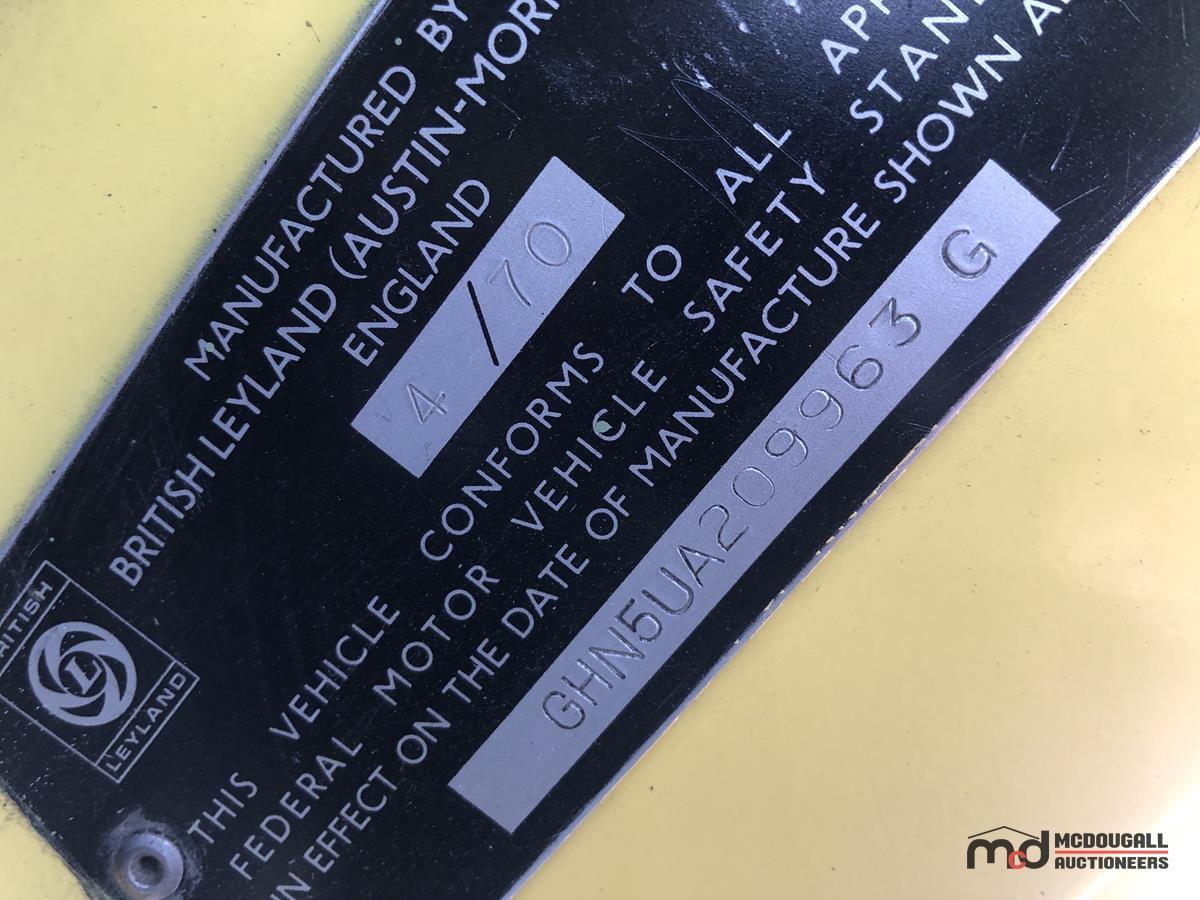 MANUFACTURED BY
BRITISH LEYLAND (AUSTIN-MOR
ENGLAND
4/70
THIS VEHICLE CONFORMS TO ALL
FEDERAL MOTOR VEHICLE SAFETY STAN
IN EFFECT ON THE DATE OF MANUFACTURE SHOWN
GHN5UA209963 G
BRITISH
L
LEYLAND
mcd MCDOUGALL
AUCTIONEERS